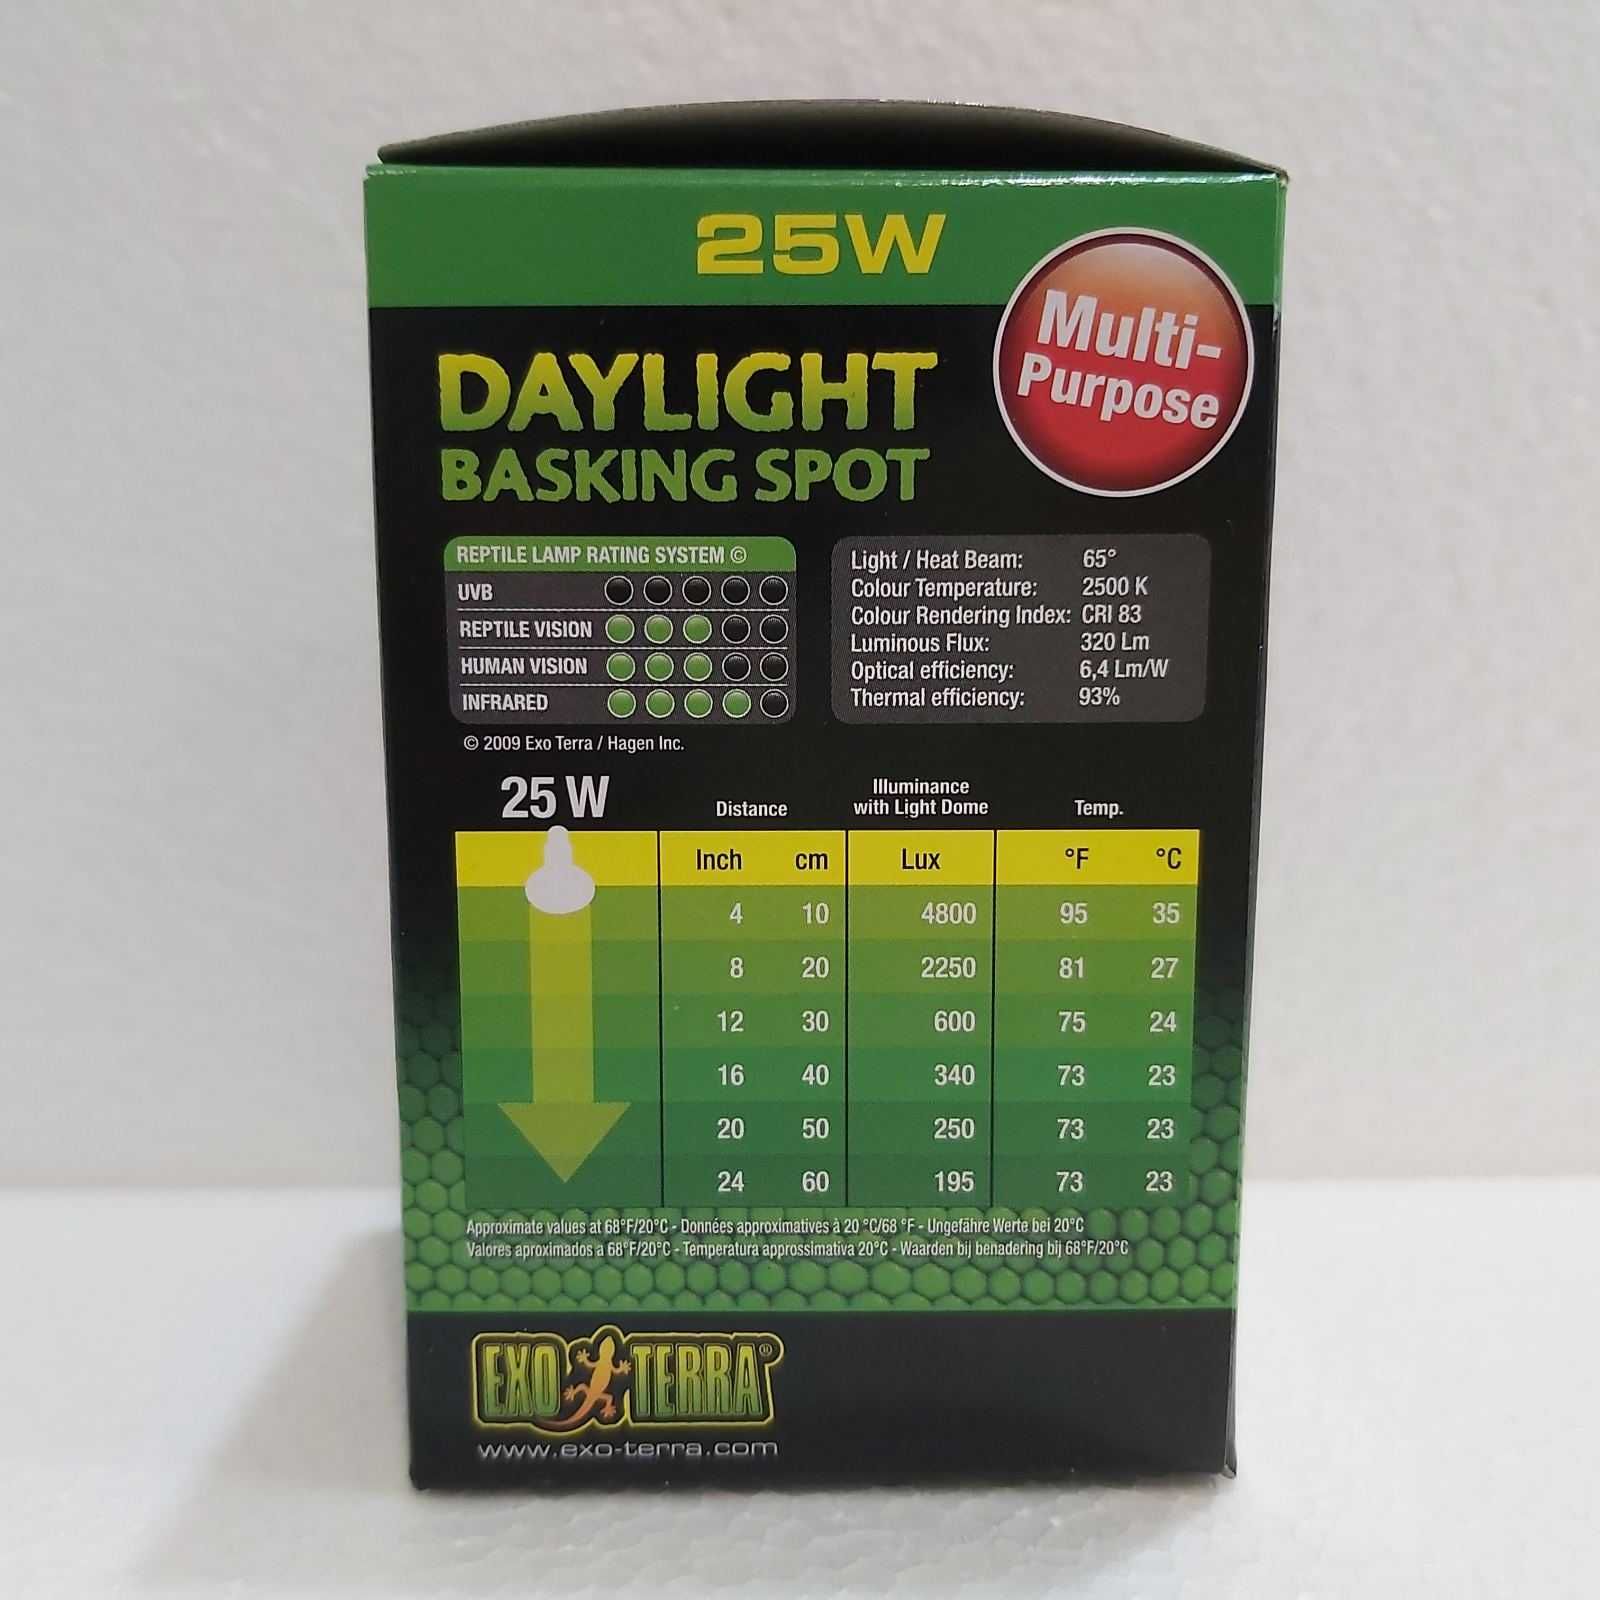 25W
Multi-
Purpose
DAYLIGHT
BASKING SPOT
REPTILE LAMP RATING SYSTEM ©
UVB
REPTILE VISION
HUMAN VISION
INFRARED
© 2009 Exo Terra / Hagen Inc.
Light / Heat Beam: 65°
Colour Temperature: 2500 K
Colour Rendering Index: CRI 83
Luminous Flux: 320 Lm
Optical efficiency: 6,4 Lm/W
Thermal efficiency: 93%
25 W
Distance
Illuminance
with Light Dome
Temp.
Inch cm Lux °F °C
4 10 4800 95 35
8 20 2250 81 27
12 30 600 75 24
16 40 340 73 23
20 50 250 73 23
24 60 195 73 23
Approximate values at 68°F/20°C - Données approximatives à 20 °C/68 °F - Ungefähre Werte bei 20°C
Valores aproximados a 68°F/20°C - Temperatura approssimativa 20°C - Waarden bij benadering bij 68°F/20°C
EXO TERRA®
www.exo-terra.com